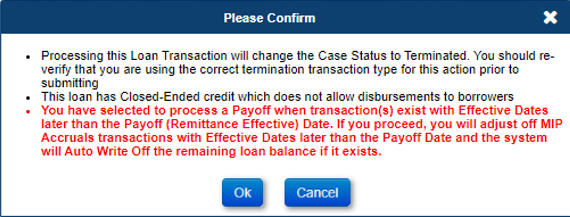 Please Confirm
✖
• Processing this Loan Transaction will change the Case Status to Terminated. You should re-
verify that you are using the correct termination transaction type for this action prior to
submitting
• This loan has Closed-Ended credit which does not allow disbursements to borrowers
• You have selected to process a Payoff when transaction(s) exist with Effective Dates
later than the Payoff (Remittance Effective) Date. If you proceed, you will adjust off MIP
Accruals transactions with Effective Dates later than the Payoff Date and the system
will Auto Write Off the remaining loan balance if it exists.
Ok Cancel